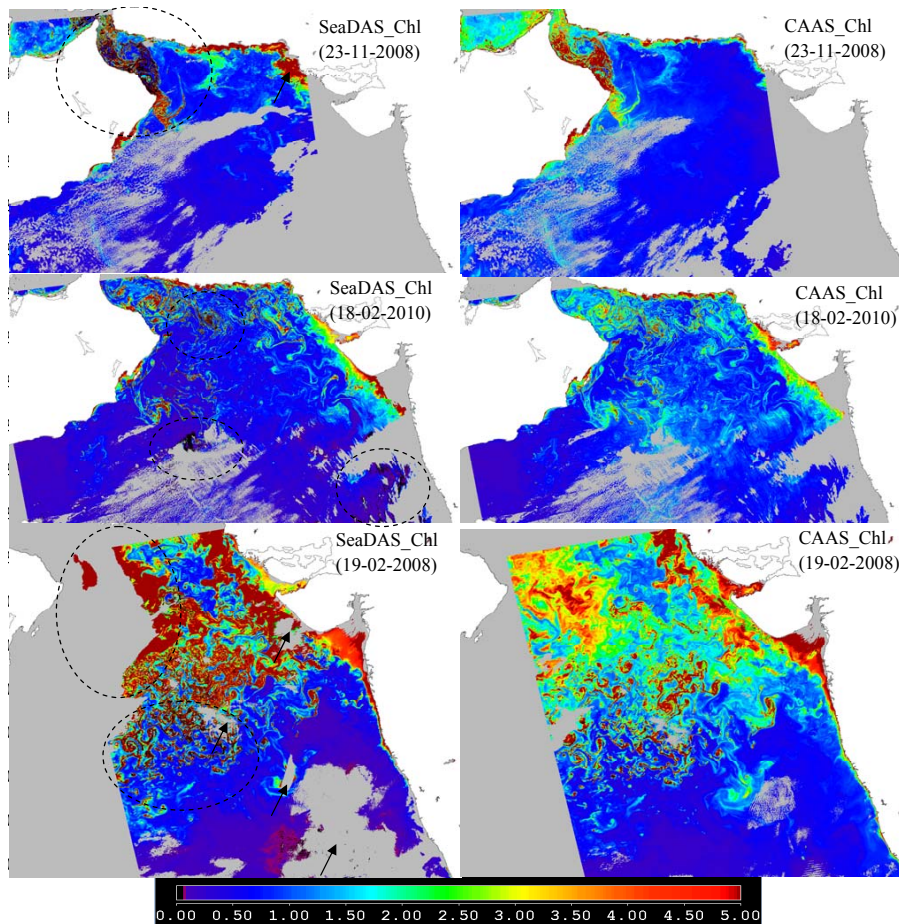 SeaDAS_Chl
(23-11-2008)
CAAS_Chl
(23-11-2008)
SeaDAS_Chl
(18-02-2010)
CAAS_Chl
(18-02-2010)
SeaDAS_Chl
(19-02-2008)
CAAS_Chl
(19-02-2008)
0.00 0.50 1.00 1.50 2.00 2.50 3.00 3.50 4.00 4.50 5.00